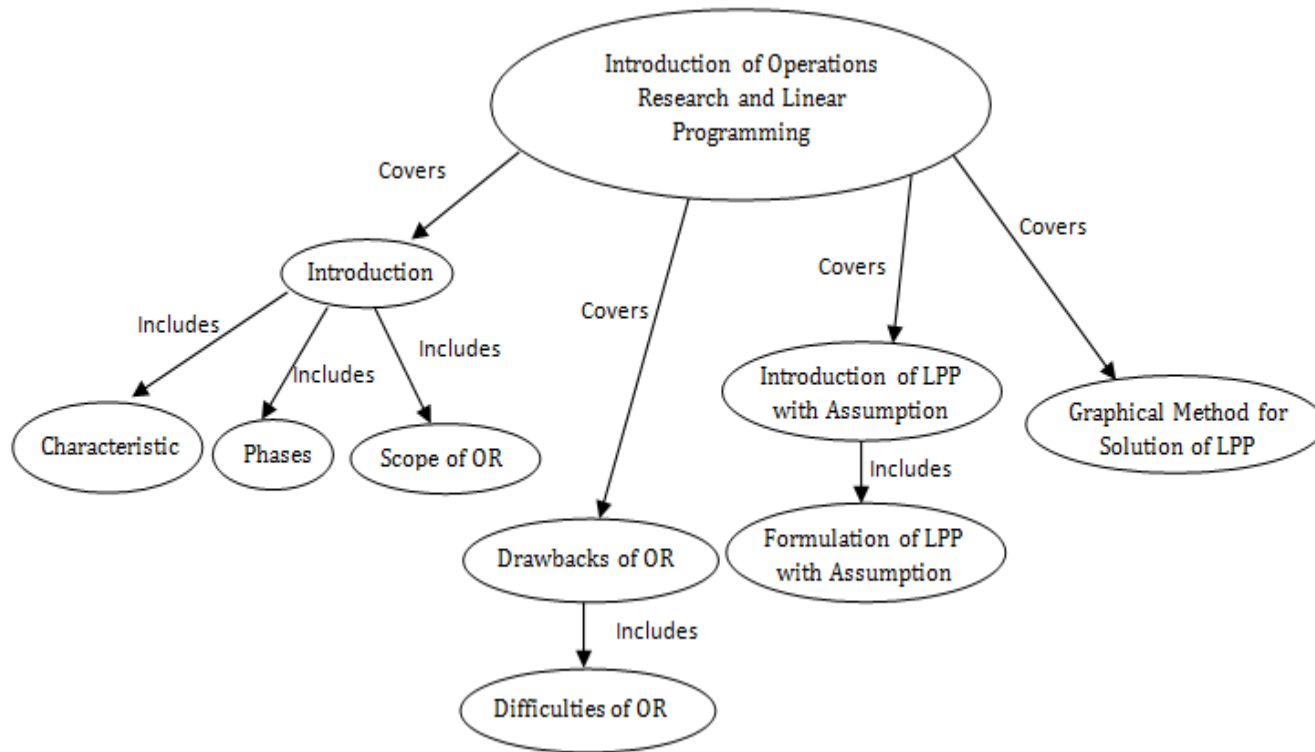 Introduction of Operations
Research and Linear
Programming
Covers
Covers
Covers
Covers
Introduction
Includes
Includes
Includes
Characteristic
Phases
Scope of OR
Introduction of LPP
with Assumption
Graphical Method for
Solution of LPP
Includes
Drawbacks of OR
Formulation of LPP
with Assumption
Includes
Difficulties of OR